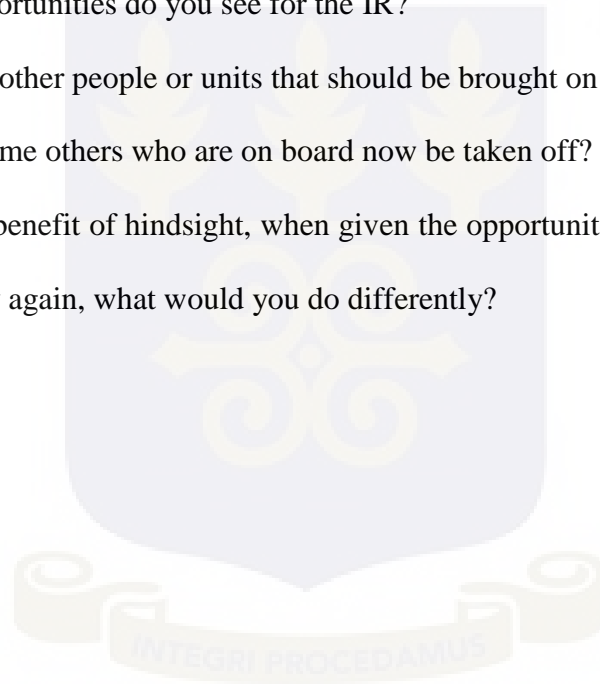 ortunities do you see for the IR?
other people or units that should be brought on
me others who are on board now be taken off?
benefit of hindsight, when given the opportunit
again, what would you do differently?
INTEGRI PROCEDAMUS